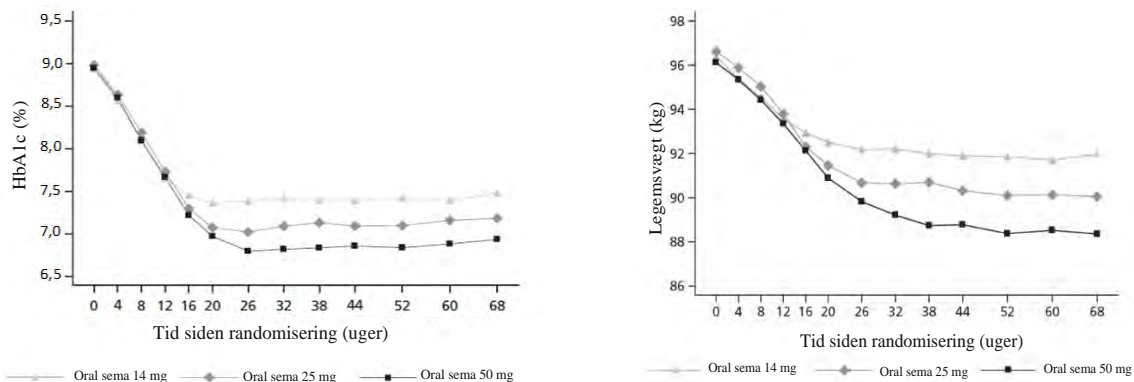 HbA1c (%)
9,5
9,0
8,5
8,0
7,5
7,0
6,5
0 4 8 12 16 20 26 32 38 44 52 60 68
Tid siden randomisering (uger)
Oral sema 14 mg Oral sema 25 mg Oral sema 50 mg
Legemsvægt (kg)
98
96
94
92
90
88
86
0 4 8 12 16 20 26 32 38 44 52 60 68
Tid siden randomisering (uger)
Oral sema 14 mg Oral sema 25 mg Oral sema 50 mg